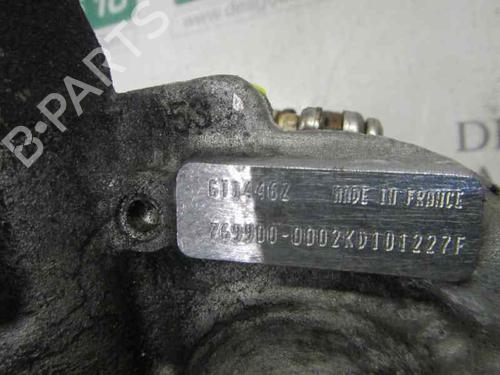 GT1446Z MADE IN FRANCE
769900-0002KD101227F
B-PARTS